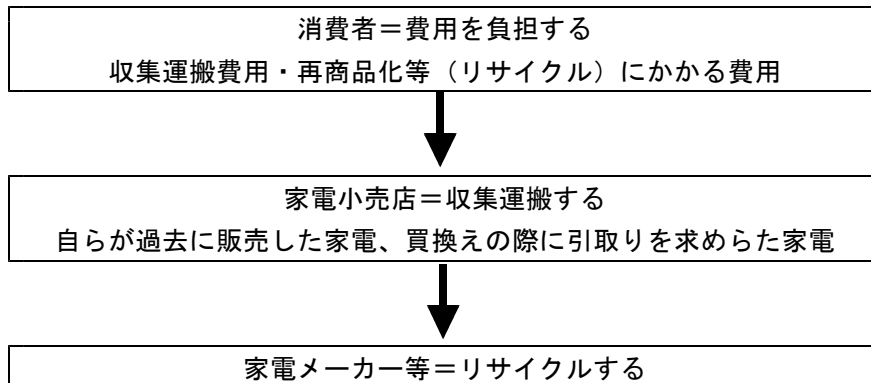 消費者＝費用を負担する
収集運搬費用・再商品化等（リサイクル）にかかる費用
家電小売店＝収集運搬する
自らが過去に販売した家電、買換えの際に引取りを求めらた家電
家電メーカー等＝リサイクルする